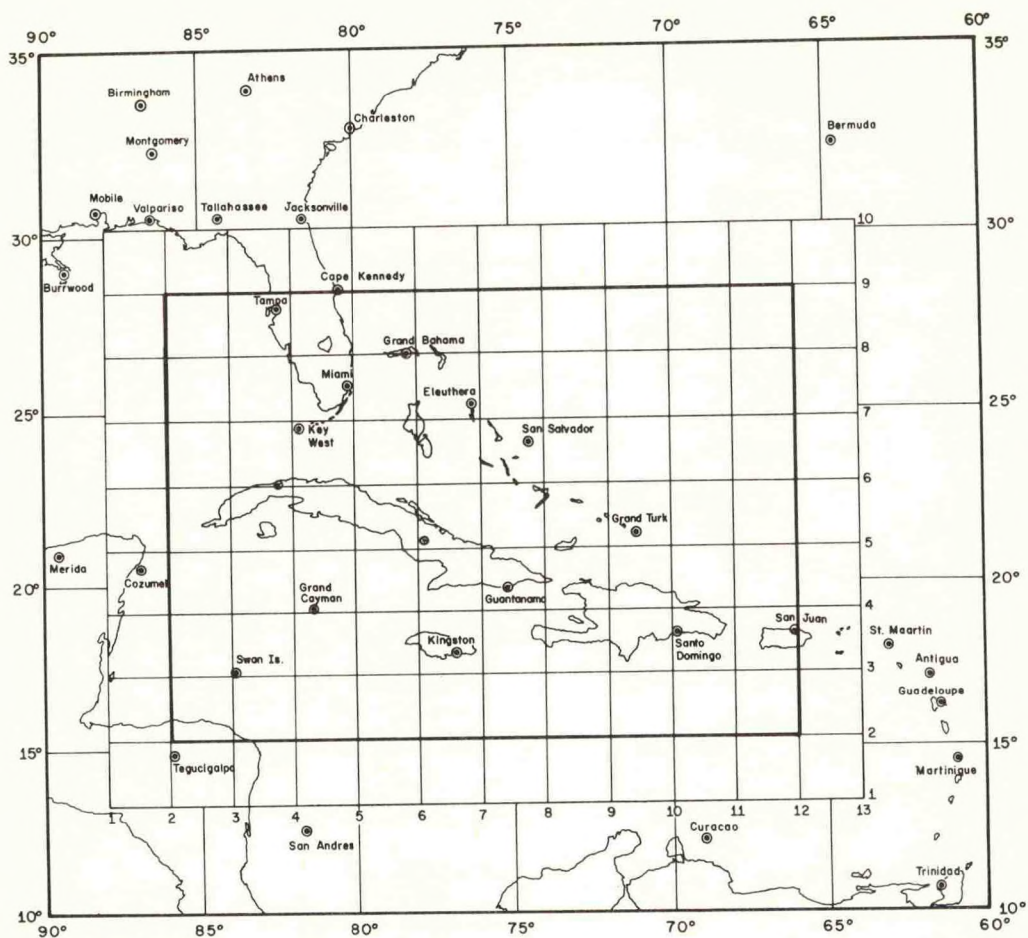 90° 85° 80° 75° 70° 65° 60°
35° 35°
Athens
Birmingham
Charleston
Bermuda
Montgomery
Mobile
Valpariso Tallahassee Jacksonville
10
30° 30°
Cape Kennedy
Burrwood
9
Tampa
Grand Bahama
8
Miami
Eleuthera
25° 7 25°
Key
West
San Salvador
6
Grand Turk
5
Merida
Cozumel
20° 20°
Grand
Cayman
Guantanamo
4
San Juan
St. Maartin
Kingston
Santo
Domingo
Swan Is.
3
Antigua
Guadeloupe
2
15° 15°
Tegucigalpa
Martinique
1
1 2 3 4 5 6 7 8 9 10 11 12 13
San Andres
Curacao
Trinidad
10° 10°
90° 85° 80° 75° 70° 65° 60°